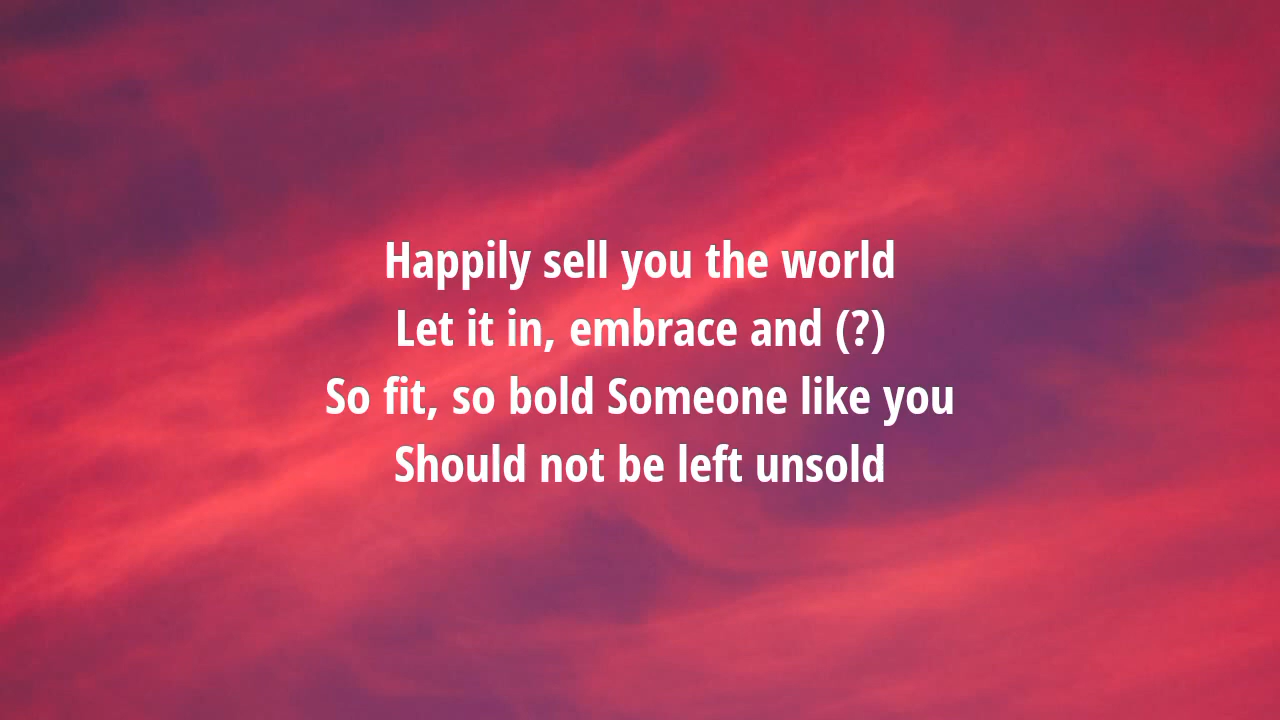 Happily sell you the world
Let it in, embrace and (?)
So fit, so bold Someone like you
Should not be left unsold